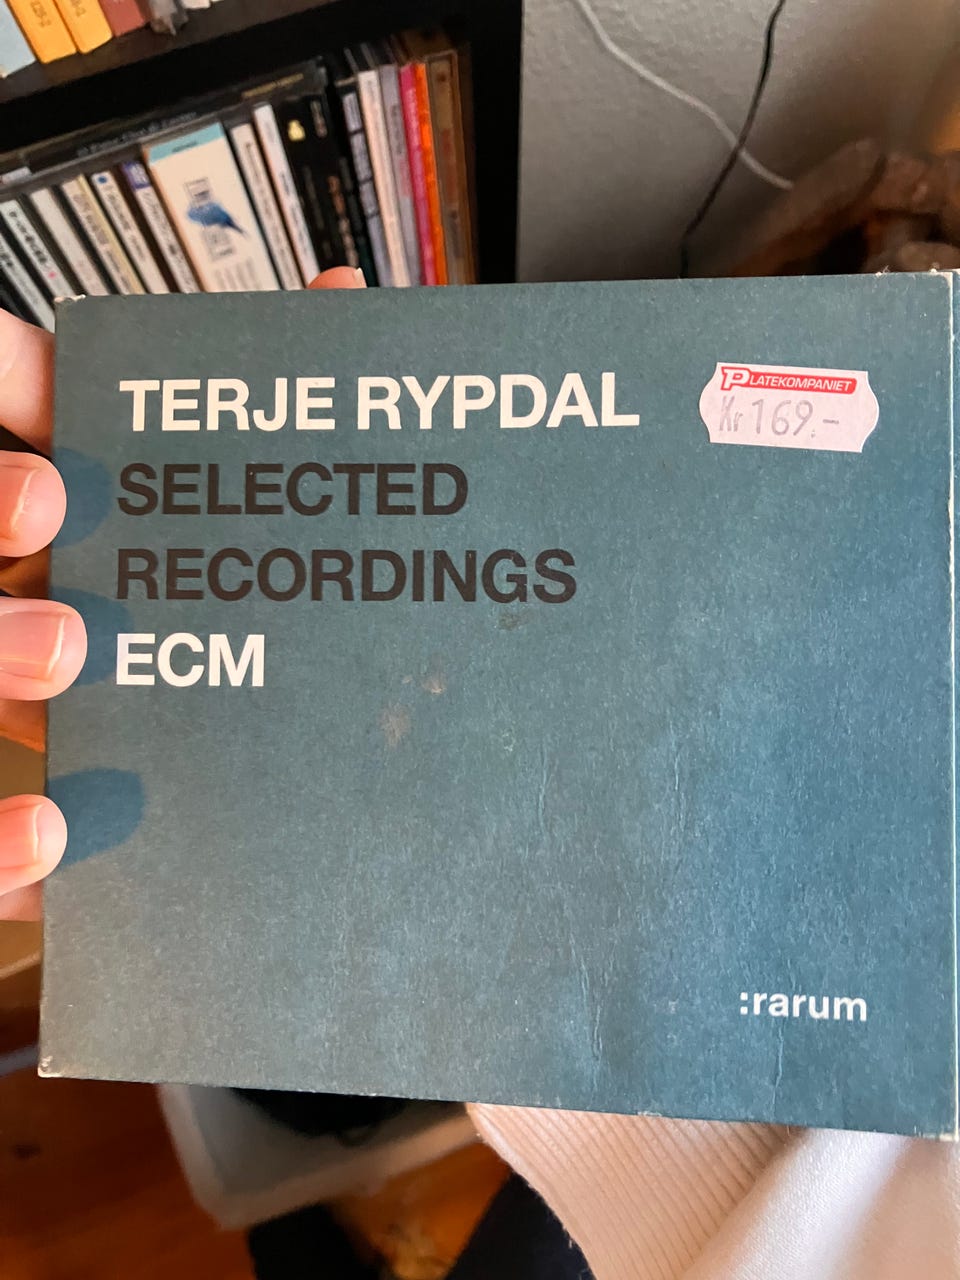 TERJE RYPDAL
SELECTED
RECORDINGS
ECM
PLATEKOMPANIET
Kr 169.-
:rarum